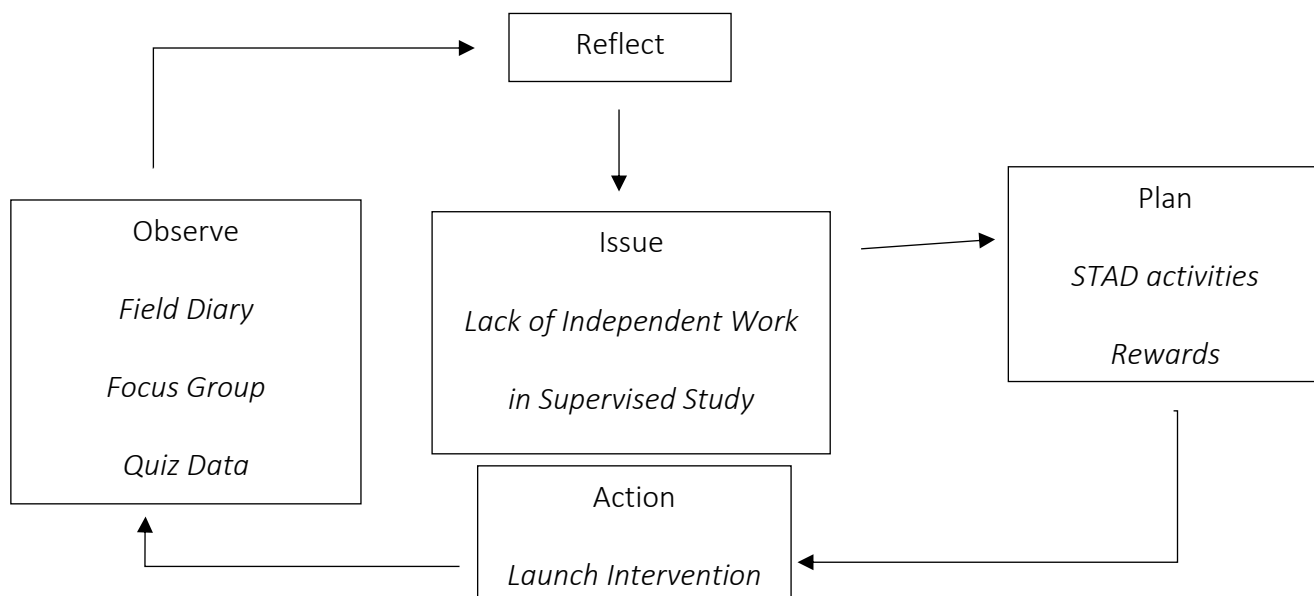 Reflect
Observe
Field Diary
Focus Group
Quiz Data
Issue
Lack of Independent Work
in Supervised Study
Plan
STAD activities
Rewards
Action
Launch Intervention